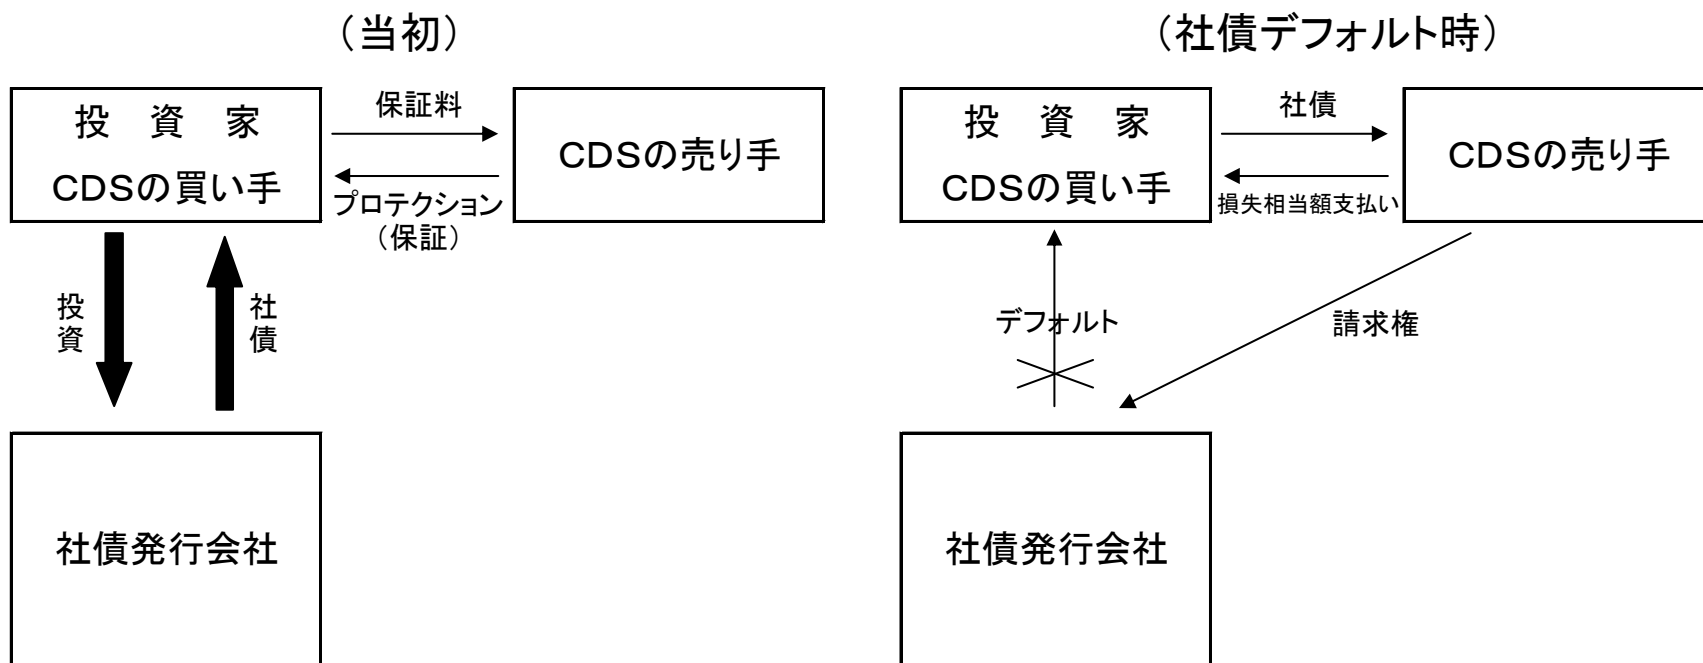 （当初）
投　資　家
CDSの買い手
保証料
プロテクション
（保証）
CDSの売り手
投資
社債
社債発行会社
（社債デフォルト時）
投　資　家
CDSの買い手
社債
損失相当額支払い
CDSの売り手
デフォルト
請求権
社債発行会社